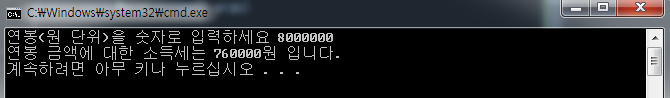 C:\Windows\system32\cmd.exe
연봉(원 단위)을 숫자로 입력하세요 8000000
연봉 금액에 대한 소득세는 760000원 입니다.
계속하려면 아무 키나 누르십시오 . . .